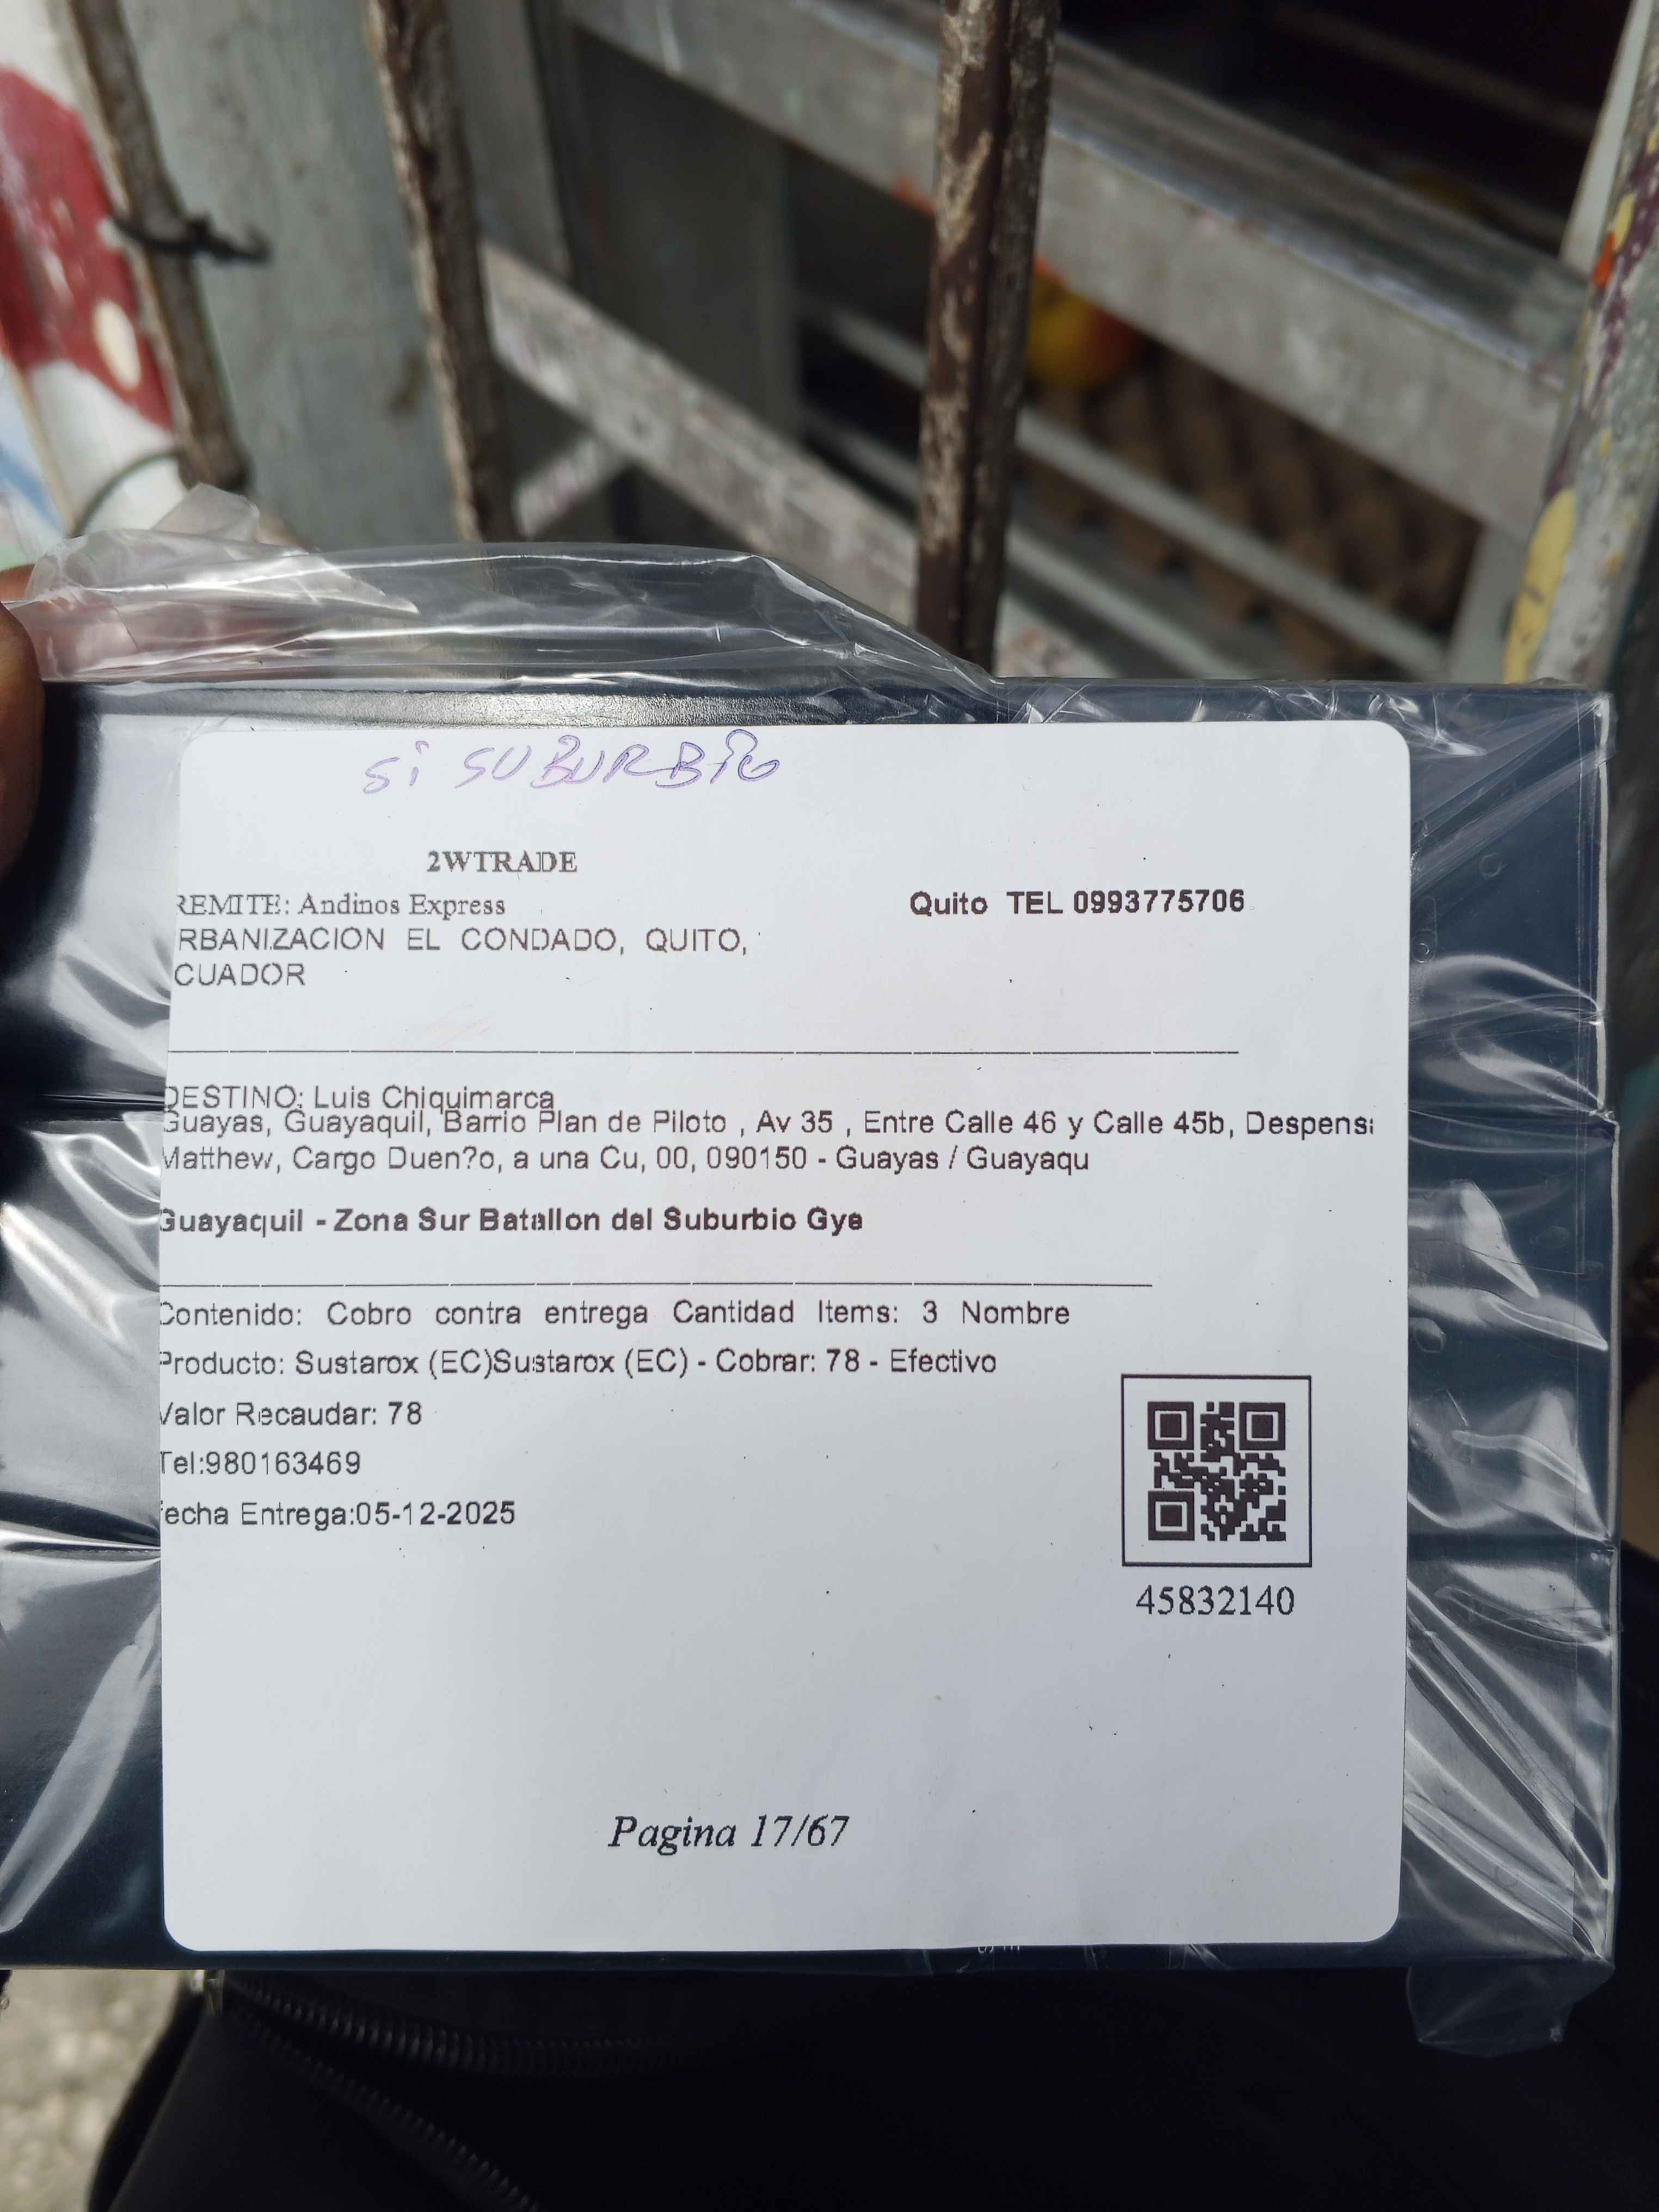 Si SUBURBIO
2WTRADE
REMITE: Andinos Express
Quito TEL 0993775706
RBANIZACION EL CONDADO, QUITO,
CUADOR
DESTINO: Luis Chiquimarca
Guayas, Guayaquil, Barrio Plan de Piloto , Av 35 , Entre Calle 46 y Calle 45b, Despensa
Matthew, Cargo Duen?o, a una Cu, 00, 090150 - Guayas / Guayaqu
Guayaquil - Zona Sur Batallon del Suburbio Gye
Contenido: Cobro contra entrega Cantidad Items: 3 Nombre
Producto: Sustarox (EC)Sustarox (EC) - Cobrar: 78 - Efectivo
Valor Recaudar: 78
Tel:980163469
fecha Entrega:05-12-2025
45832140
Pagina 17/67